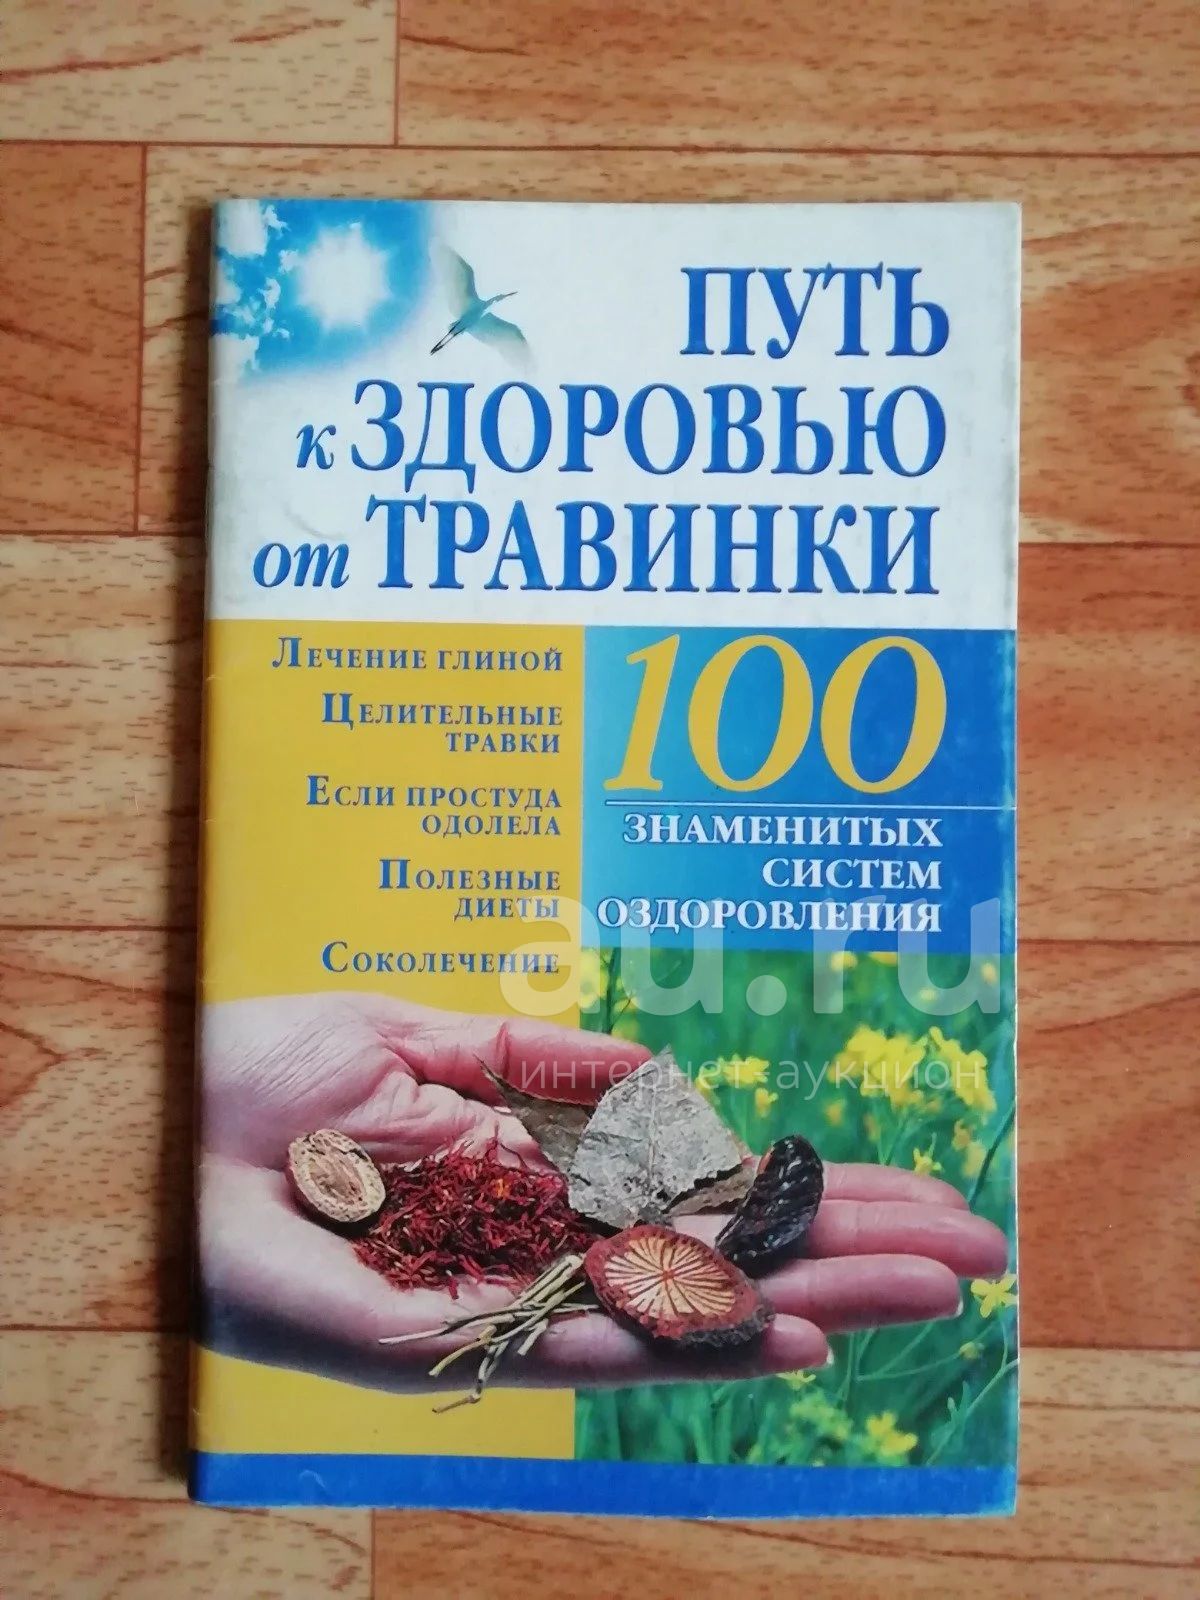 ПУТЬ
к ЗДОРОВЬЮ
от ТРАВИНКИ
ЛЕЧЕНИЕ ГЛИНОЙ
ЦЕЛИТЕЛЬНЫЕ
ТРАВКИ
ЕСЛИ ПРОСТУДА
ОДОЛЕЛА
ПОЛЕЗНЫЕ
ДИЕТЫ
СОКОЛЕЧЕНИЕ
100
ЗНАМЕНИТЫХ
СИСТЕМ
ОЗДОРОВЛЕНИЯ
au.ru
интернет-аукцион